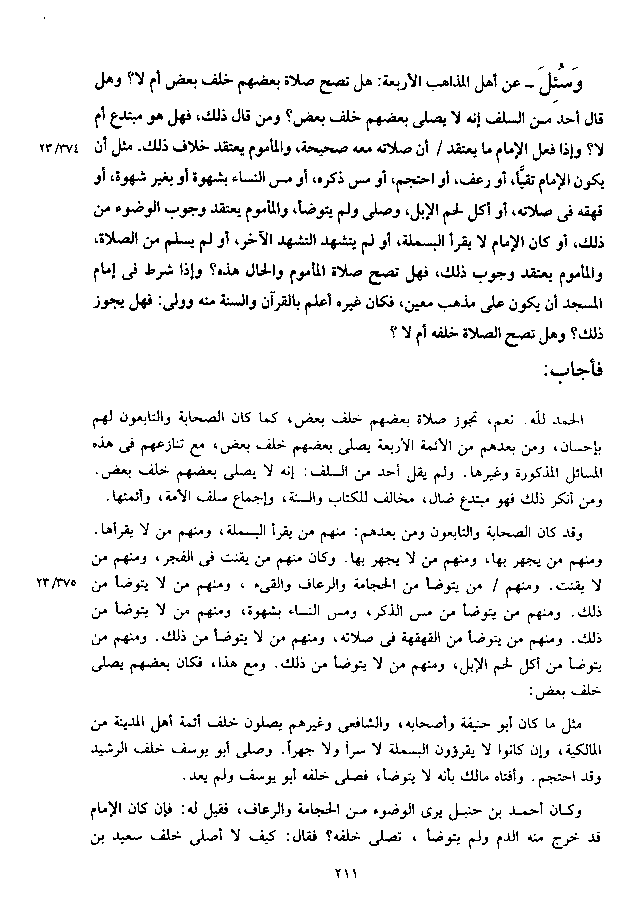 وَسُئِلَ ـ عن أهل المذاهب الأربعة: هل تصح صلاة بعضهم خلف بعض أم لا؟ وهل
قال أحد من السلف إنه لا يصلى بعضهم خلف بعض؟ ومن قال ذلك، فهل هو مبتدع أم
٢٣/٣٧٤ لا؟ وإذا فعل الإمام ما يعتقد / أن صلاته معه صحيحة، والمأموم يعتقد خلاف ذلك. مثل أن
يكون الإمام تقيأ، أو رعف، أو احتجم، أو مس ذكره، أو مس النساء بشهوة أو بغير شهوة، أو
قهقه فى صلاته، أو أكل لحم الإبل، وصلى ولم يتوضأ، والمأموم يعتقد وجوب الوضوء من
ذلك، أو كان الإمام لا يقرأ البسملة، أو لم يتشهد التشهد الآخر، أو لم يسلم من الصلاة،
والمأموم يعتقد وجوب ذلك، فهل تصح صلاة المأموم والحال هذه؟ وإذا شرط فى إمام
المسجد أن يكون على مذهب معين، فكان غيره أعلم بالقرآن والسنة منه وولى: فهل يجوز
ذلك؟ وهل تصح الصلاة خلفه أم لا ؟
فأجاب:
الحمد لله. نعم، تجوز صلاة بعضهم خلف بعض، كما كان الصحابة والتابعون لهم
بإحسان، ومن بعدهم من الأئمة الأربعة يصلى بعضهم خلف بعض، مع تنازعهم فى هذه
المسائل المذكورة وغيرها. ولم يقل أحد من السلف: إنه لا يصلى بعضهم خلف بعض.
ومن أنكر ذلك فهو مبتدع ضال، مخالف للكتاب والسنة، وإجماع سلف الأمة، وأئمتها.
وقد كان الصحابة والتابعون ومن بعدهم: منهم من يقرأ البسملة، ومنهم من لا يقرأها.
ومنهم من يجهر بها، ومنهم من لا يجهر بها. وكان منهم من يقنت فى الفجر، ومنهم من
٢٣/٣٧٥ لا يقنت. ومنهم / من يتوضأ من الحجامة والرعاف والقىء ، ومنهم من لا يتوضأ من
ذلك. ومنهم من يتوضأ من مس الذكر، ومس النساء بشهوة، ومنهم من لا يتوضأ من
ذلك. ومنهم من يتوضأ من القهقهة فى صلاته، ومنهم من لا يتوضأ من ذلك. ومنهم من
يتوضأ من أكل لحم الإبل، ومنهم من لا يتوضأ من ذلك. ومع هذا، فكان بعضهم يصلى
خلف بعض:
مثل ما كان أبو حنيفة وأصحابه، والشافعى وغيرهم يصلون خلف أئمة أهل المدينة من
المالكية، وإن كانوا لا يقرؤون البسملة لا سراً ولا جهراً. وصلى أبو يوسف خلف الرشيد
وقد احتجم. وأفتاه مالك بأنه لا يتوضأ، فصلى خلفه أبو يوسف ولم يعد.
وكان أحمد بن حنبل يرى الوضوء من الحجامة والرعاف، فقيل له: فإن كان الإمام
قد خرج منه الدم ولم يتوضأ ، تصلى خلفه؟ فقال: كيف لا أصلى خلف سعيد بن
٢١١